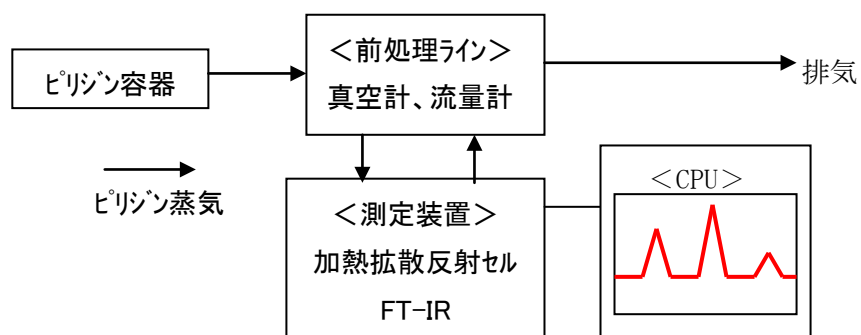 <前処理ライン>
真空計、流量計
ピリジン容器
排気
ピリジン蒸気
<測定装置>
加熱拡散反射セル
FT-IR
<CPU>